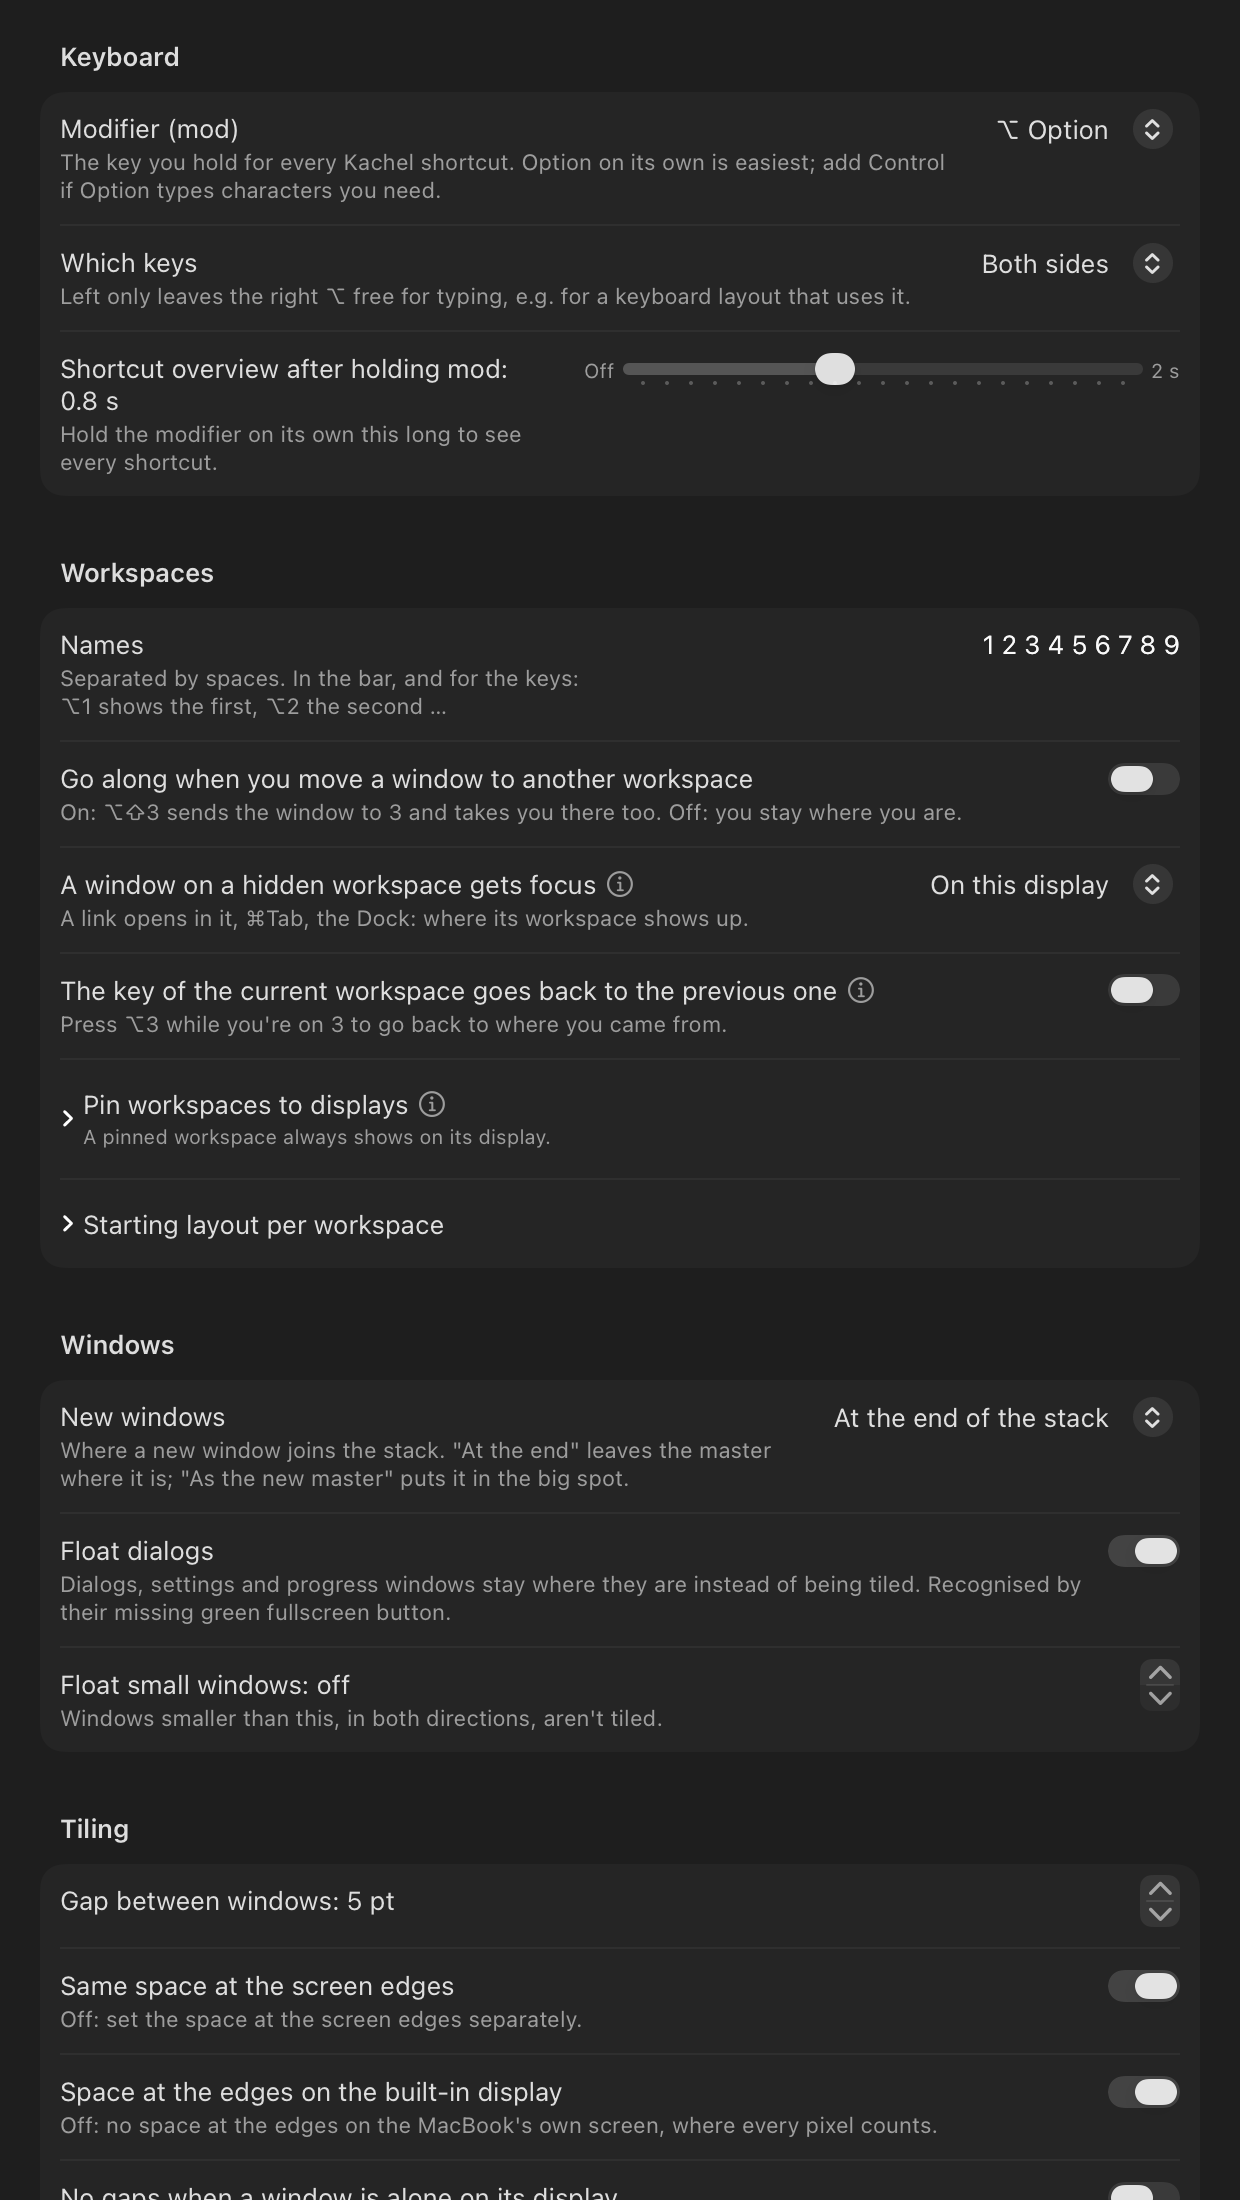 Keyboard
Modifier (mod)
⌥ Option
The key you hold for every Kachel shortcut. Option on its own is easiest; add Control
if Option types characters you need.
Which keys
Both sides
Left only leaves the right ⌥ free for typing, e.g. for a keyboard layout that uses it.
Shortcut overview after holding mod:
0.8 s
Off
2 s
Hold the modifier on its own this long to see
every shortcut.
Workspaces
Names
1 2 3 4 5 6 7 8 9
Separated by spaces. In the bar, and for the keys:
⌥1 shows the first, ⌥2 the second ...
Go along when you move a window to another workspace
On: ⌥⇧3 sends the window to 3 and takes you there too. Off: you stay where you are.
A window on a hidden workspace gets focus
On this display
A link opens in it, ⌘Tab, the Dock: where its workspace shows up.
The key of the current workspace goes back to the previous one
Press ⌥3 while you're on 3 to go back to where you came from.
Pin workspaces to displays
A pinned workspace always shows on its display.
Starting layout per workspace
Windows
New windows
At the end of the stack
Where a new window joins the stack. "At the end" leaves the master
where it is; "As the new master" puts it in the big spot.
Float dialogs
Dialogs, settings and progress windows stay where they are instead of being tiled. Recognised by
their missing green fullscreen button.
Float small windows: off
Windows smaller than this, in both directions, aren't tiled.
Tiling
Gap between windows: 5 pt
Same space at the screen edges
Off: set the space at the screen edges separately.
Space at the edges on the built-in display
Off: no space at the edges on the MacBook's own screen, where every pixel counts.
No gaps when a window is alone on its display